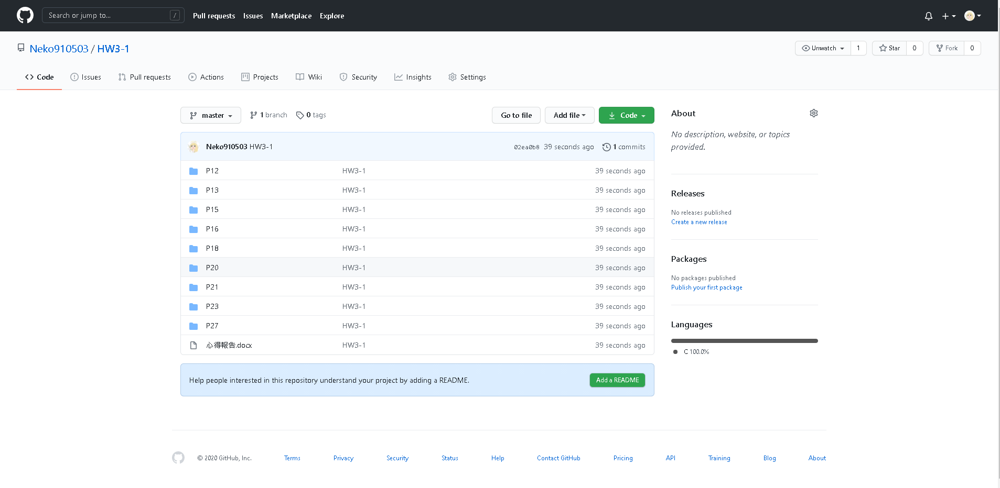 Search or jump to... / Pull requests Issues Marketplace Explore
Neko910503 / HW3-1 Unwatch 1 Star 0 Fork 0
Code Issues Pull requests Actions Projects Wiki Security Insights Settings
master 1 branch 0 tags Go to file Add file Code
Neko910503 HW3-1 02ea0b8 39 seconds ago 1 commits
P12 HW3-1 39 seconds ago
P13 HW3-1 39 seconds ago
P15 HW3-1 39 seconds ago
P16 HW3-1 39 seconds ago
P18 HW3-1 39 seconds ago
P20 HW3-1 39 seconds ago
P21 HW3-1 39 seconds ago
P23 HW3-1 39 seconds ago
P27 HW3-1 39 seconds ago
心得報告.docx HW3-1 39 seconds ago
Help people interested in this repository understand your project by adding a README. Add a README
About
No description, website, or topics
provided.
Releases
No releases published
Create a new release
Packages
No packages published
Publish your first package
Languages
C 100.0%
© 2020 GitHub, Inc. Terms Privacy Security Status Help Contact GitHub Pricing API Training Blog About